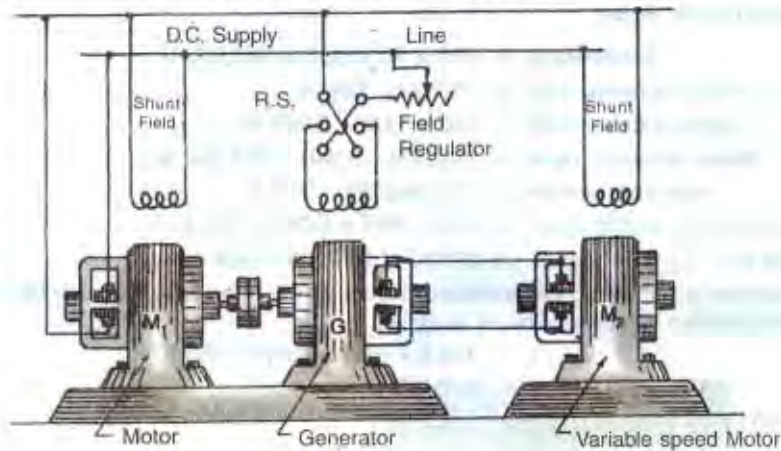 D.C. Supply Line
R.S.
Shunt
Field
Field
Regulator
Shunt
Field
M1
G
M2
Motor
Generator
Variable speed Motor